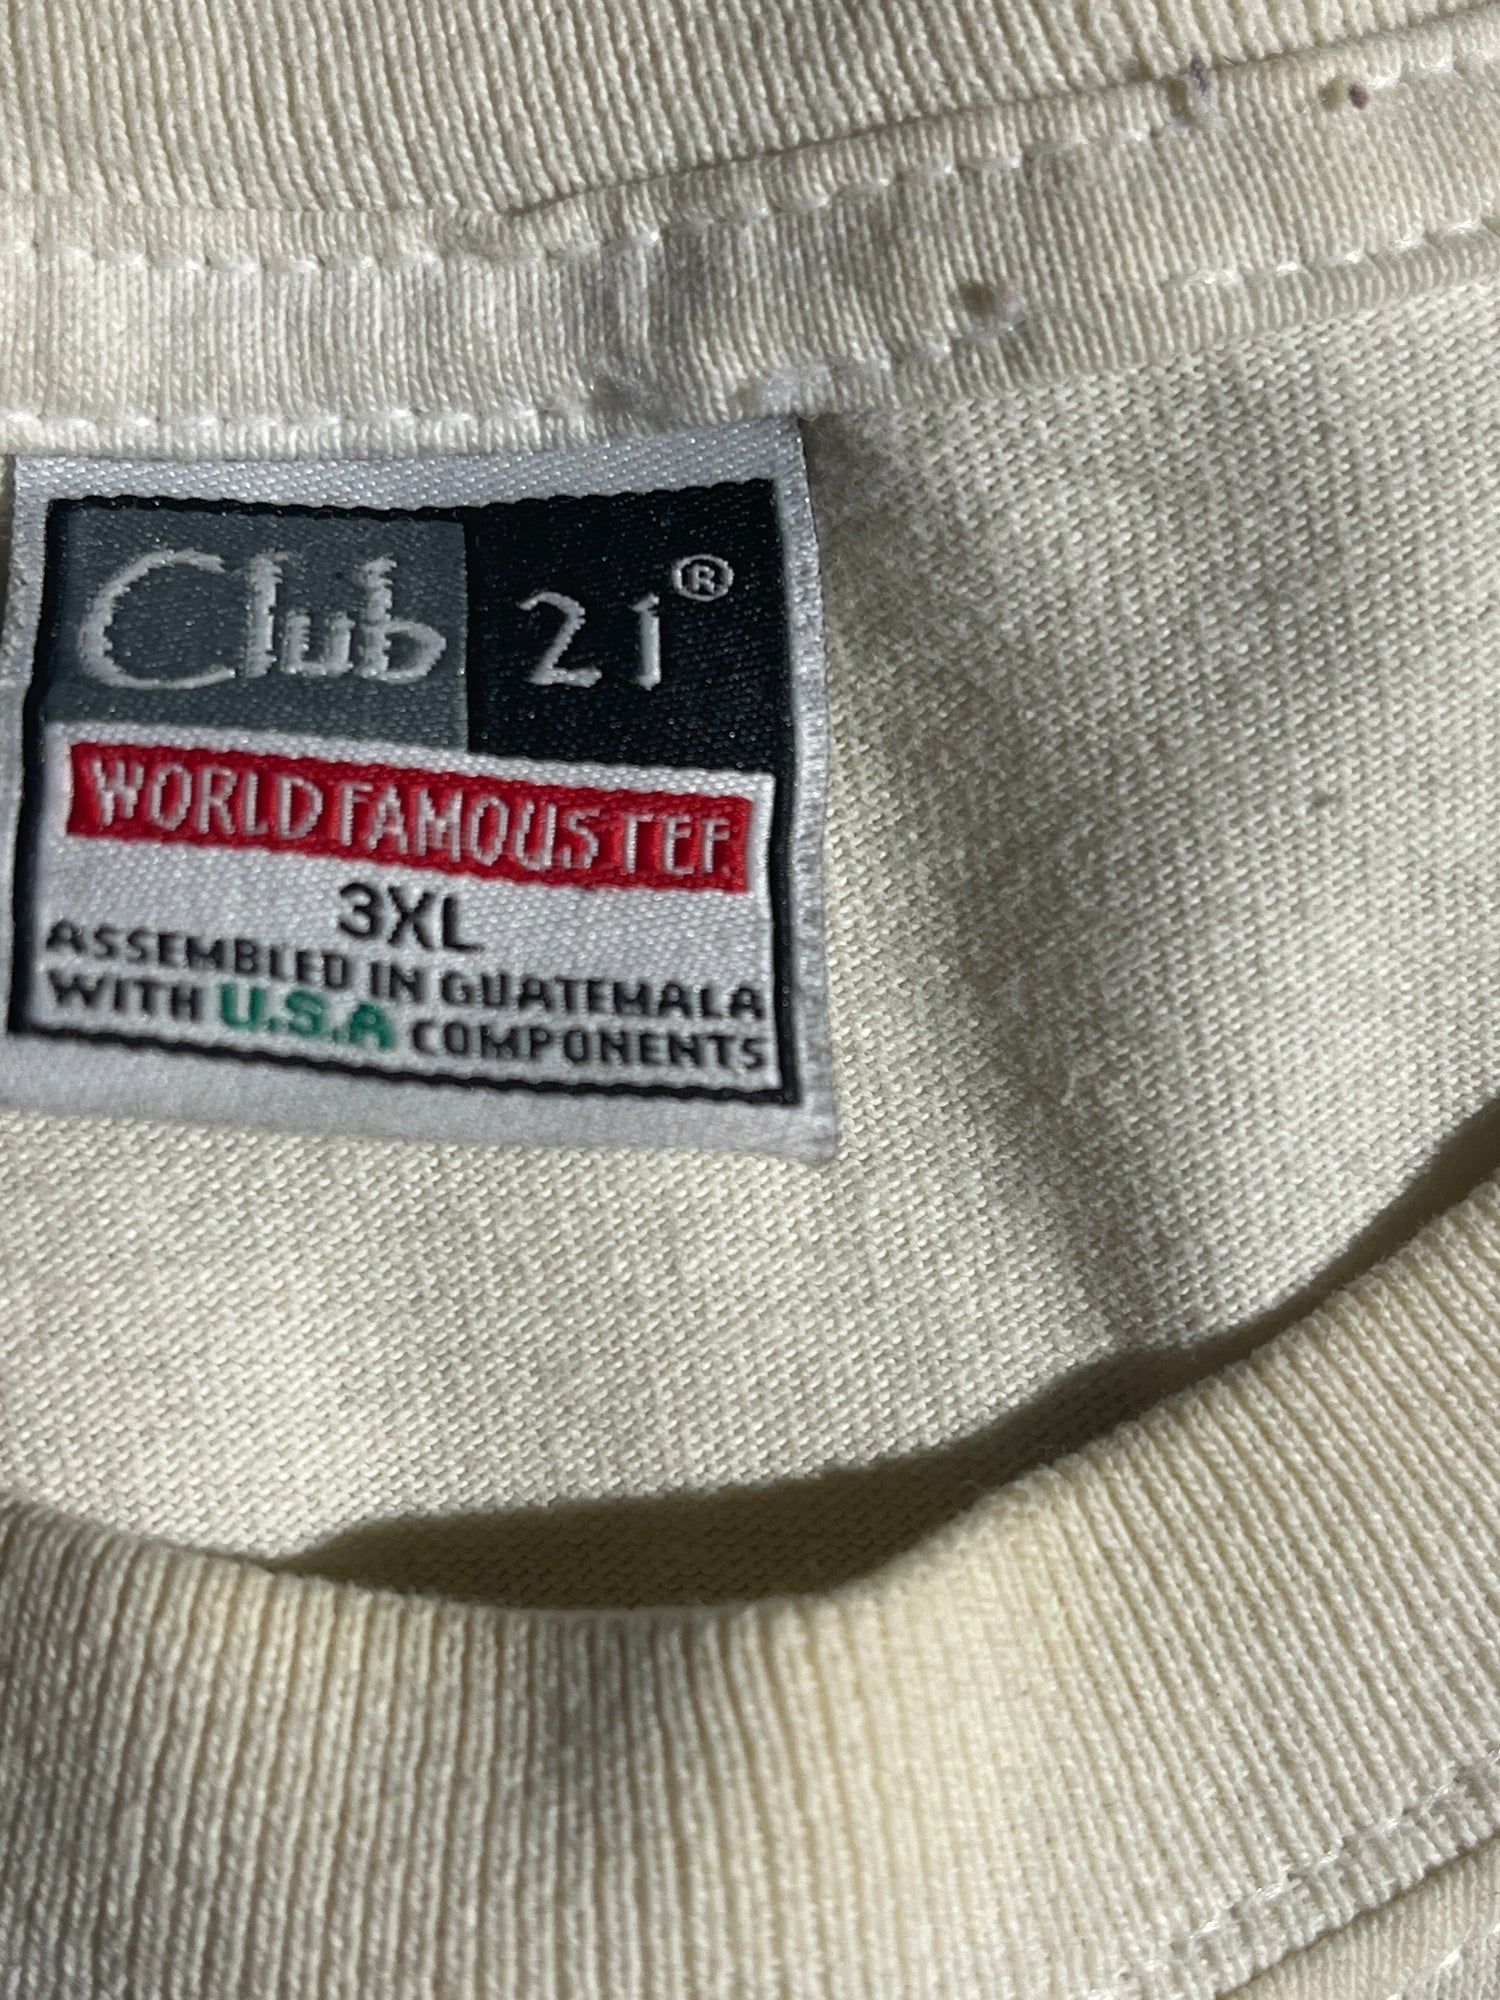 Club 21®
WORLD FAMOUS TEE.
3XL
ASSEMBLED IN GUATEMALA
WITH U.S.A COMPONENTS